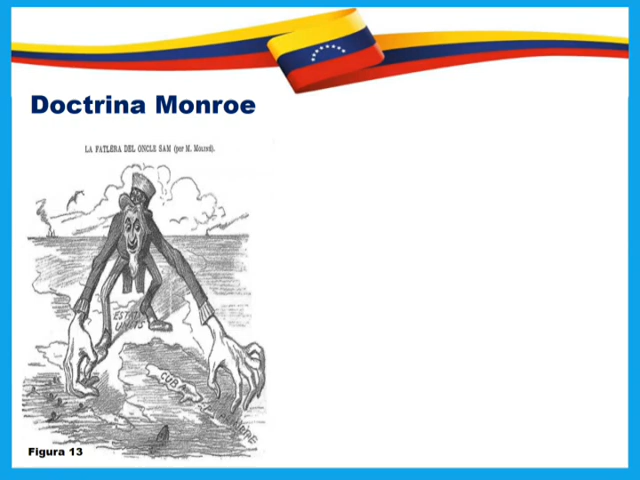 Doctrina Monroe
LA FATLERA DEL ONCLE SAM (per M. Moliné).
ESTATS
UNITS
CUBA
Figura 13